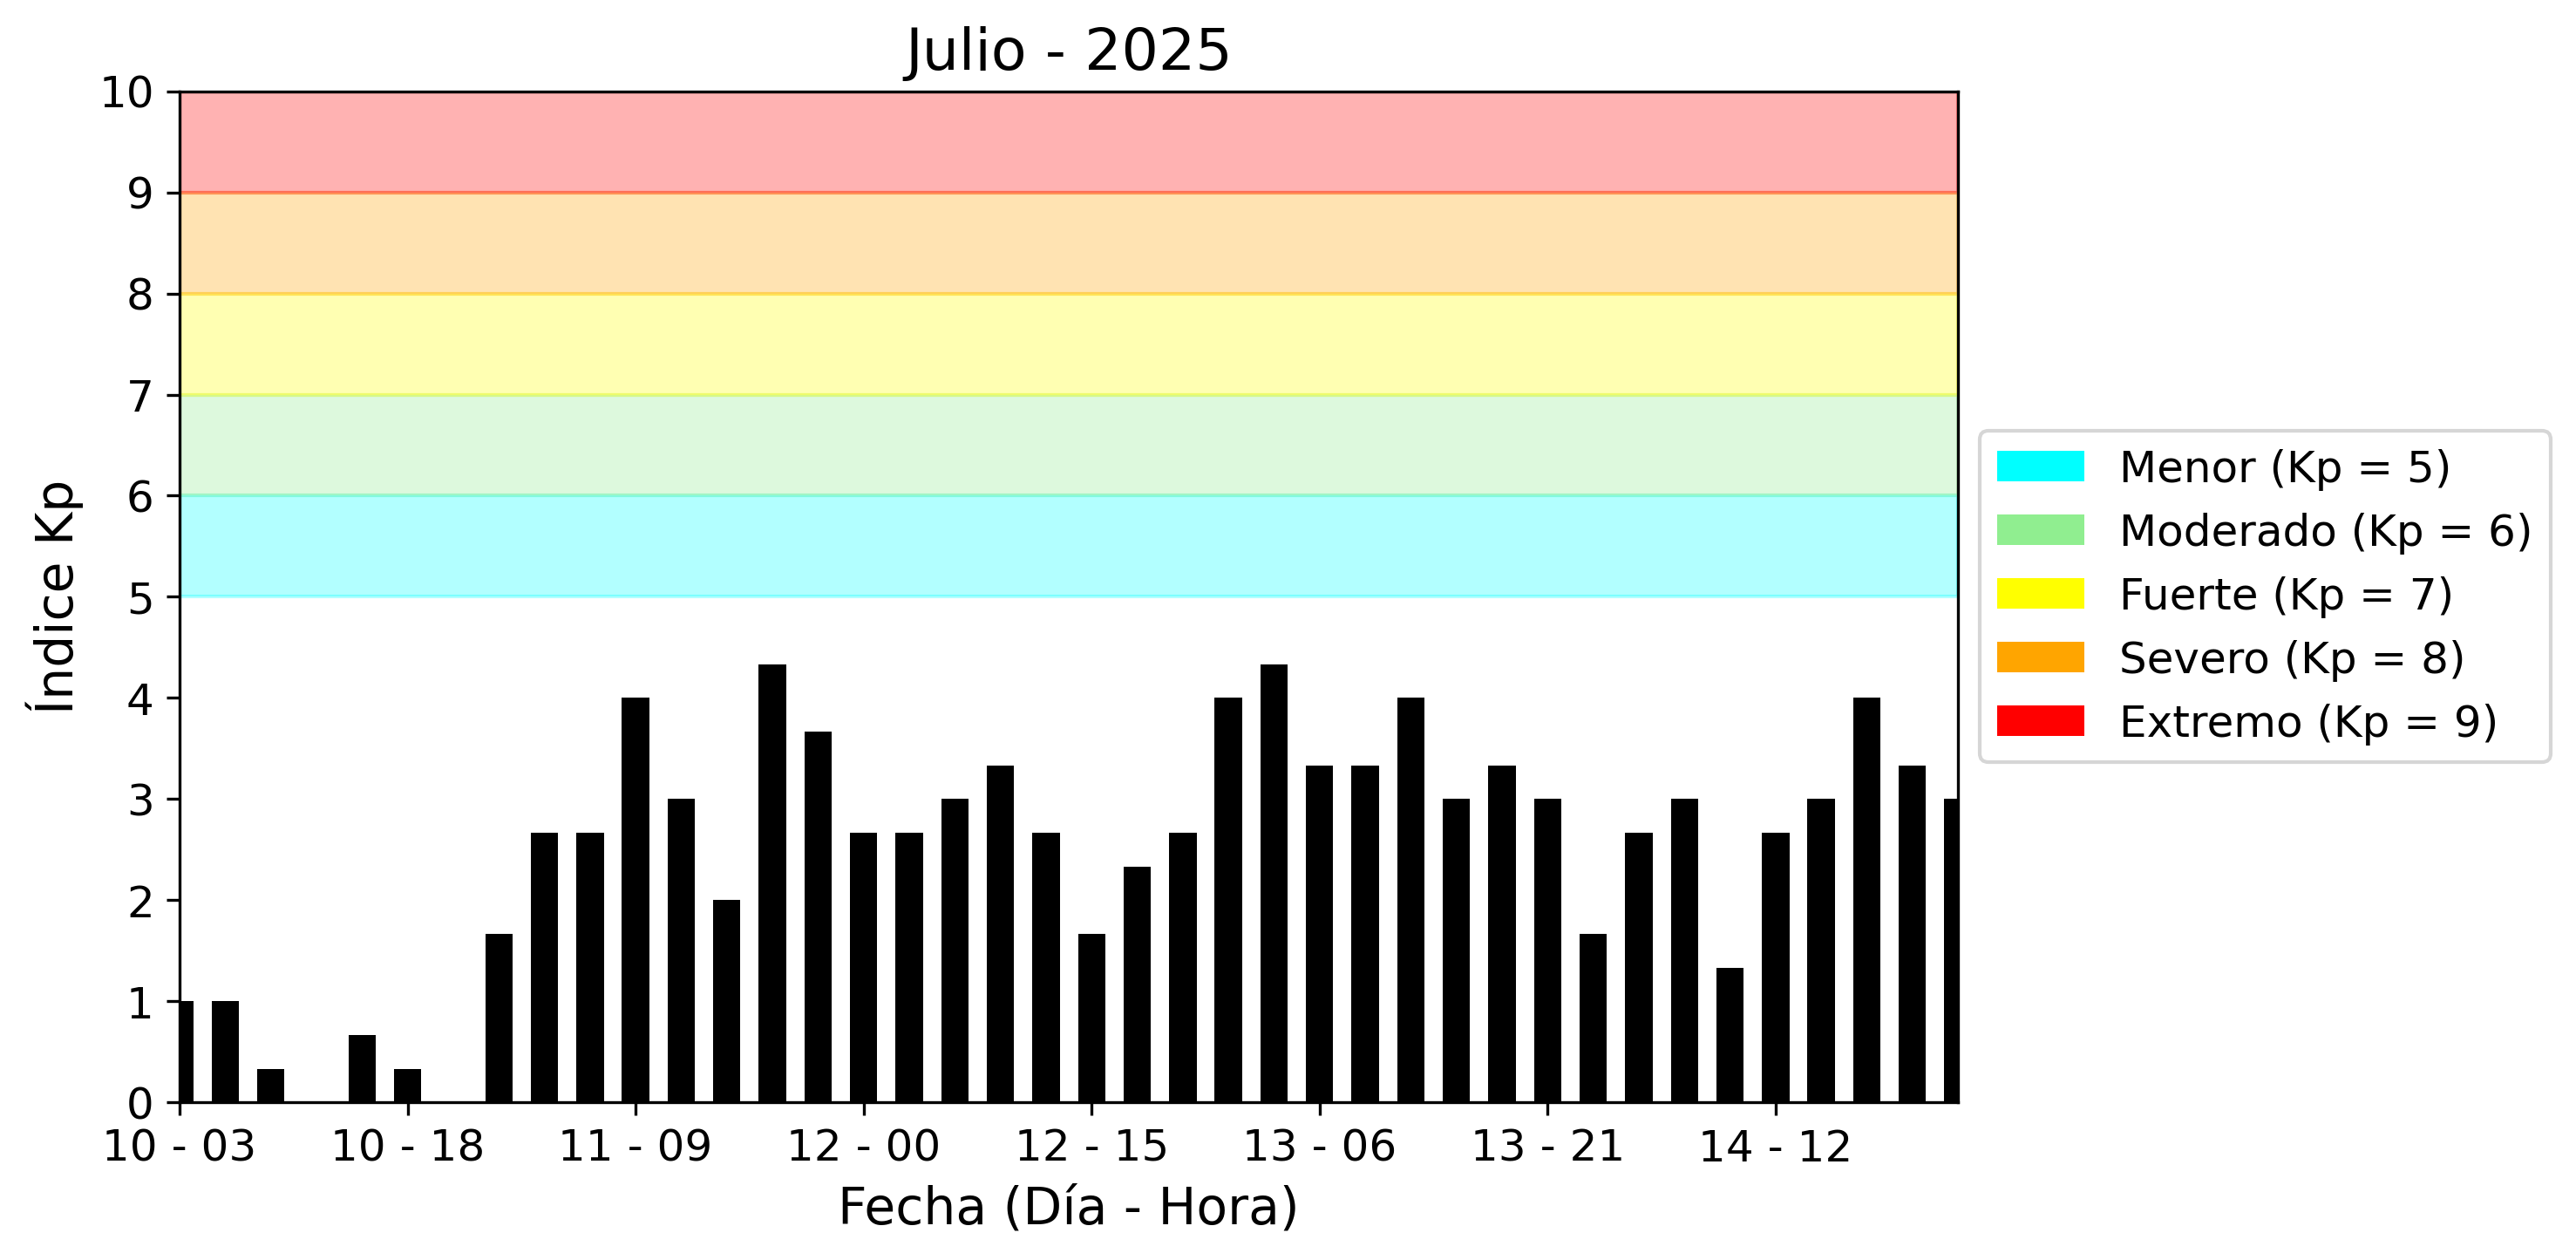 Julio - 2025
10
9
8
7
6
5
4
3
2
1
0
Índice Kp
10 - 03
10 - 18
11 - 09
12 - 00
12 - 15
13 - 06
13 - 21
14 - 12
Fecha (Día - Hora)
Menor (Kp = 5)
Moderado (Kp = 6)
Fuerte (Kp = 7)
Severo (Kp = 8)
Extremo (Kp = 9)